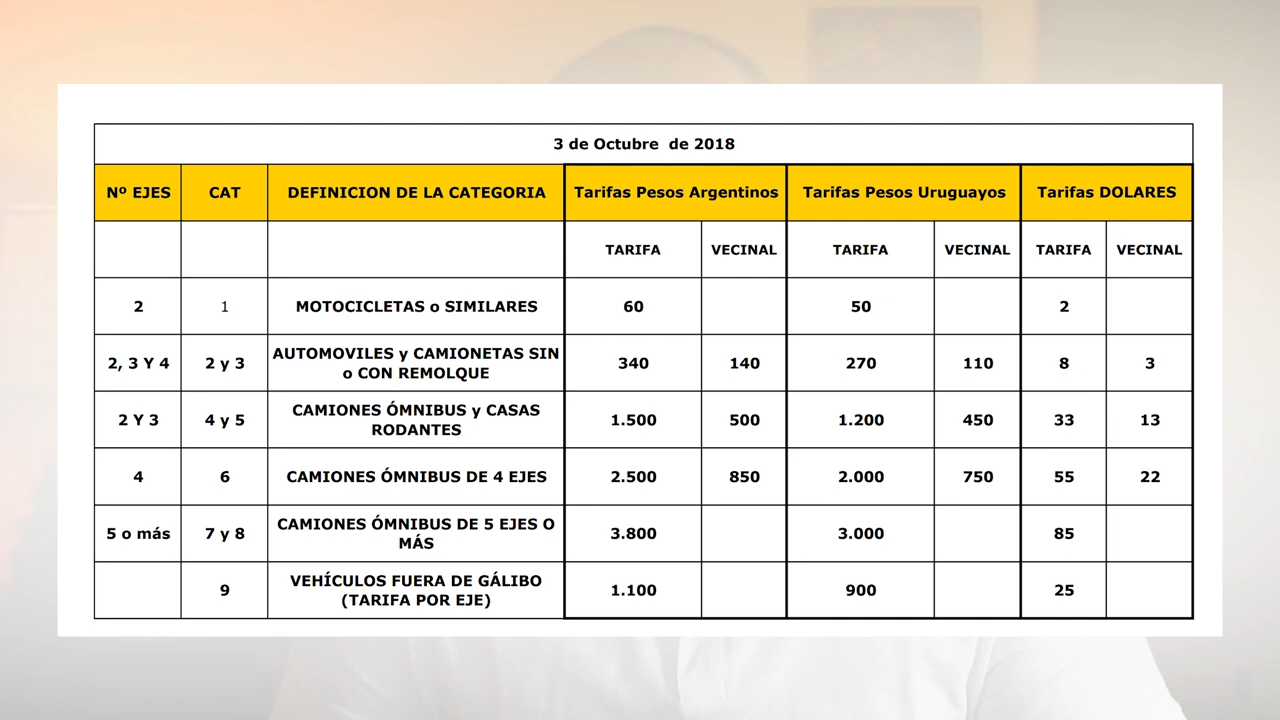 3 de Octubre de 2018
Nº EJES CAT DEFINICION DE LA CATEGORIA Tarifas Pesos Argentinos Tarifas Pesos Uruguayos Tarifas DOLARES
TARIFA VECINAL TARIFA VECINAL TARIFA VECINAL
2 1 MOTOCICLETAS o SIMILARES 60 50 2
2, 3 Y 4 2 y 3 AUTOMOVILES y CAMIONETAS SIN
o CON REMOLQUE 340 140 270 110 8 3
2 Y 3 4 y 5 CAMIONES ÓMNIBUS y CASAS
RODANTES 1.500 500 1.200 450 33 13
4 6 CAMIONES ÓMNIBUS DE 4 EJES 2.500 850 2.000 750 55 22
5 o más 7 y 8 CAMIONES ÓMNIBUS DE 5 EJES O
MÁS 3.800 3.000 85
9 VEHÍCULOS FUERA DE GÁLIBO
(TARIFA POR EJE) 1.100 900 25